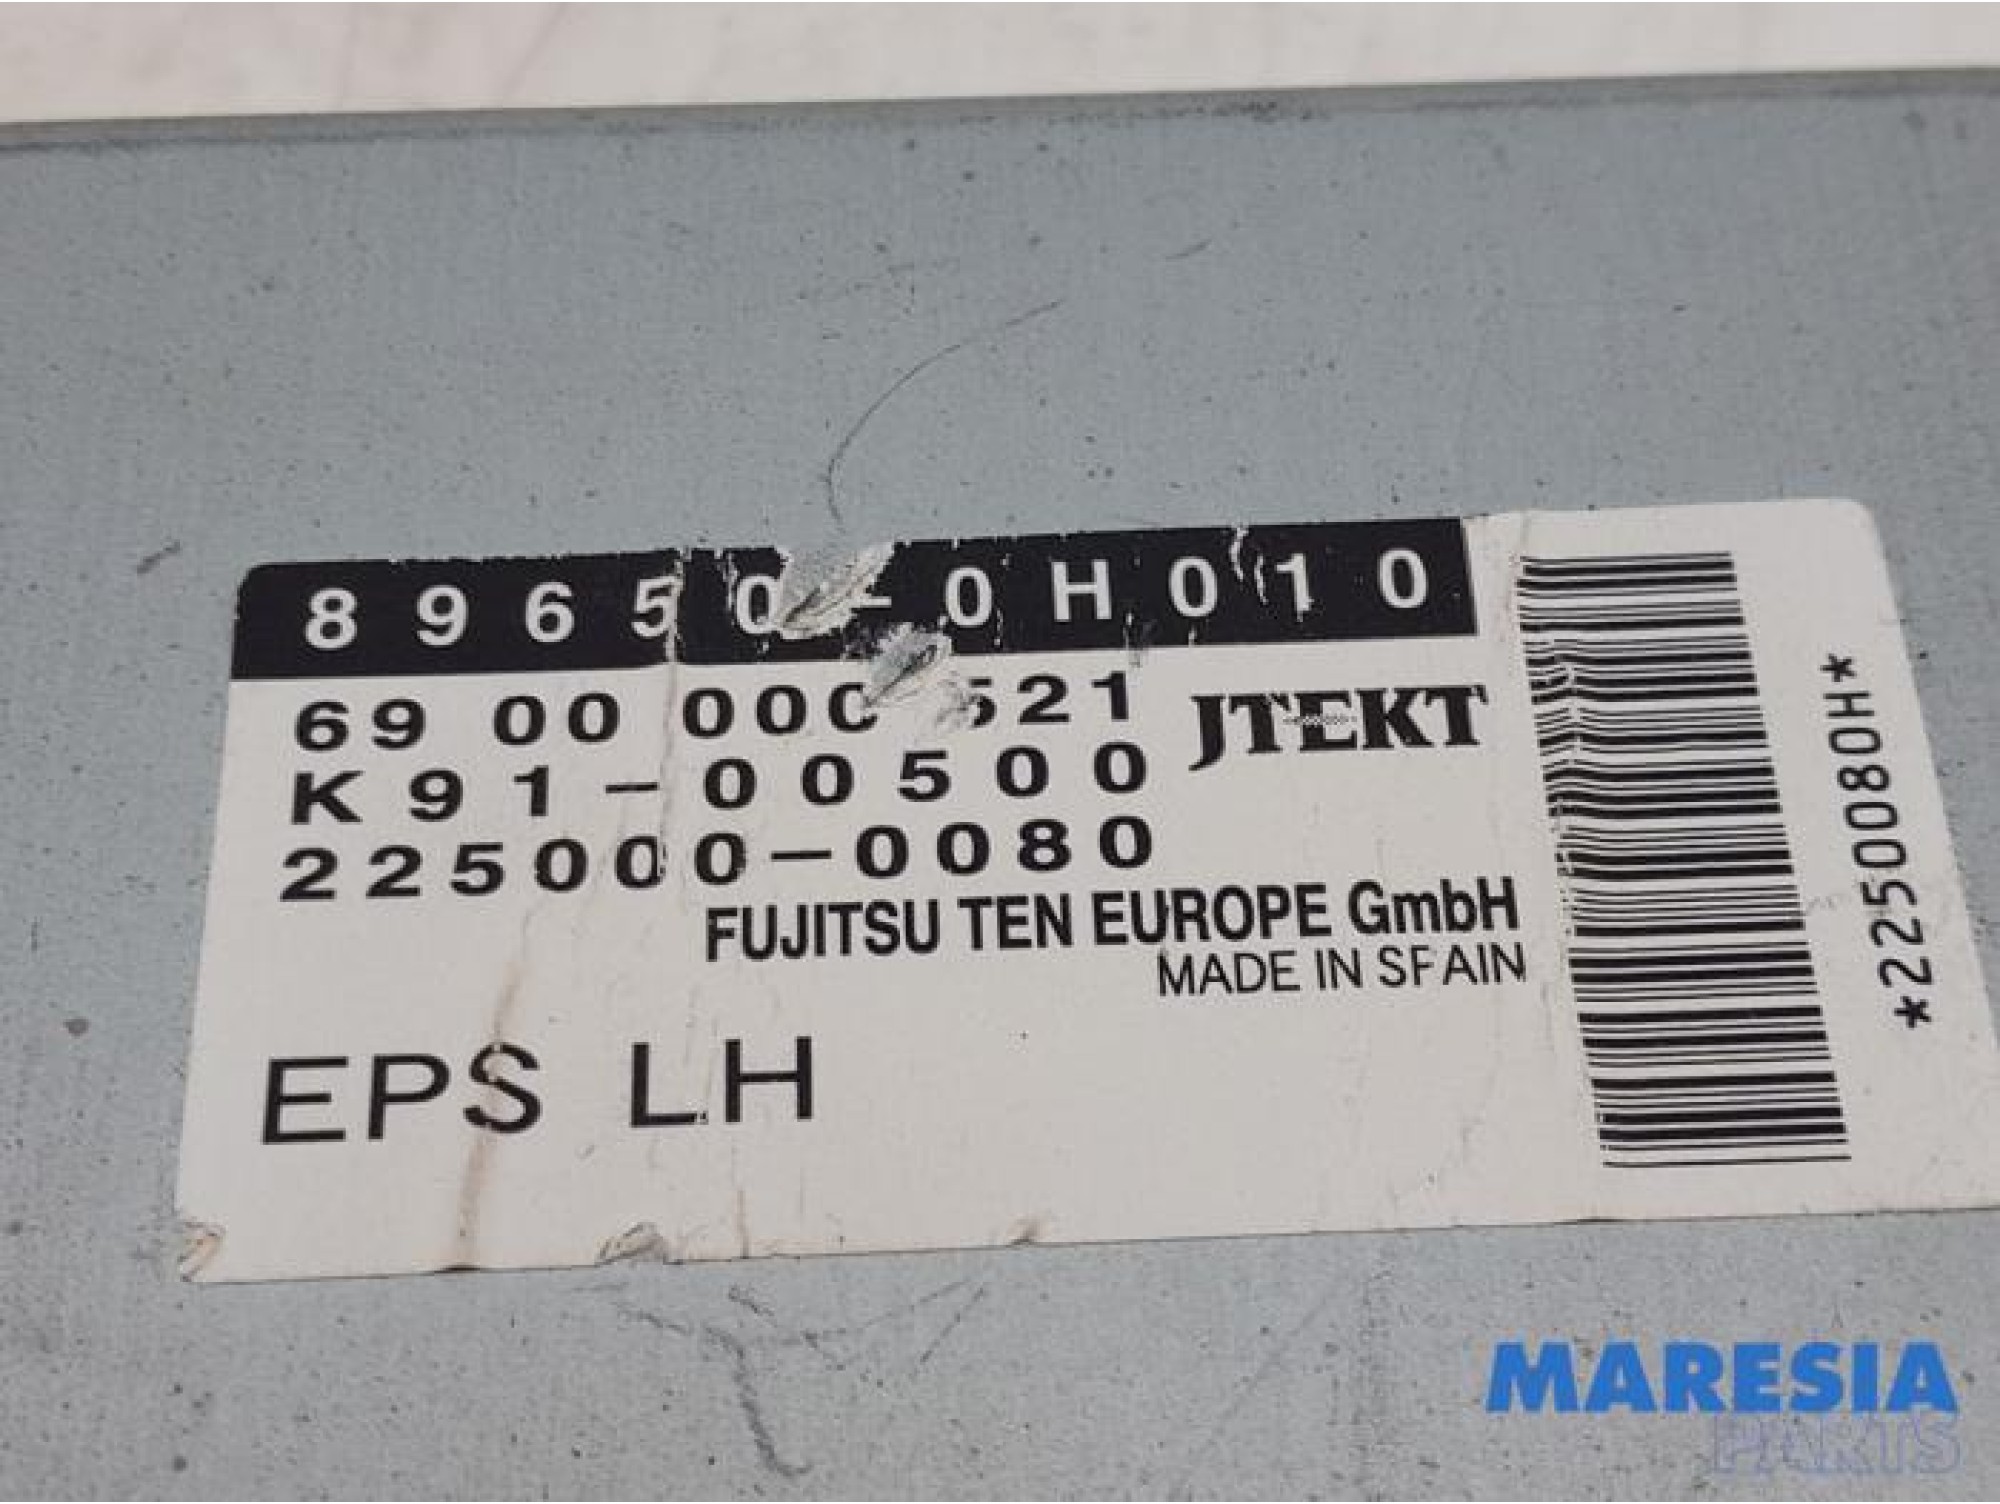 89650-0H010
69 00 000 521
JTEKT
K91-00500
225000-0080
FUJITSU TEN EUROPE GmbH
MADE IN SPAIN
EPS LH
*2250080H*
MARESIA
PARTS